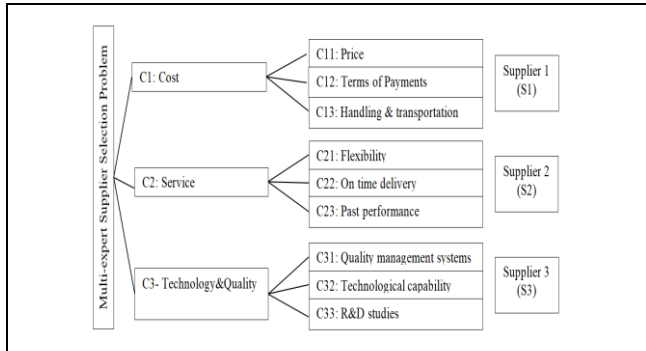 Multi-expert Supplier Selection Problem
C1: Cost
C11: Price
C12: Terms of Payments
C13: Handling & transportation
Supplier 1
(S1)
C2: Service
C21: Flexibility
C22: On time delivery
C23: Past performance
Supplier 2
(S2)
C3- Technology&Quality
C31: Quality management systems
C32: Technological capability
C33: R&D studies
Supplier 3
(S3)